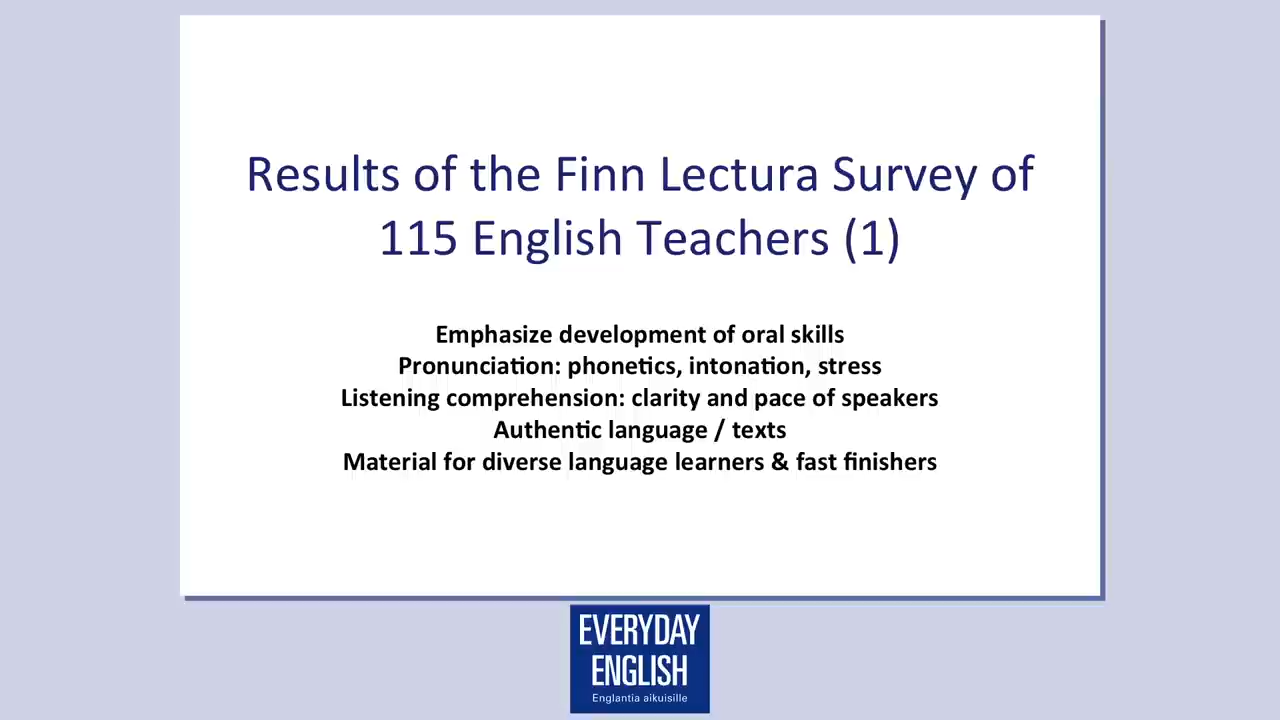 Results of the Finn Lectura Survey of
115 English Teachers (1)
Emphasize development of oral skills
Pronunciation: phonetics, intonation, stress
Listening comprehension: clarity and pace of speakers
Authentic language / texts
Material for diverse language learners & fast finishers
EVERYDAY
ENGLISH
Englantia aikuisille